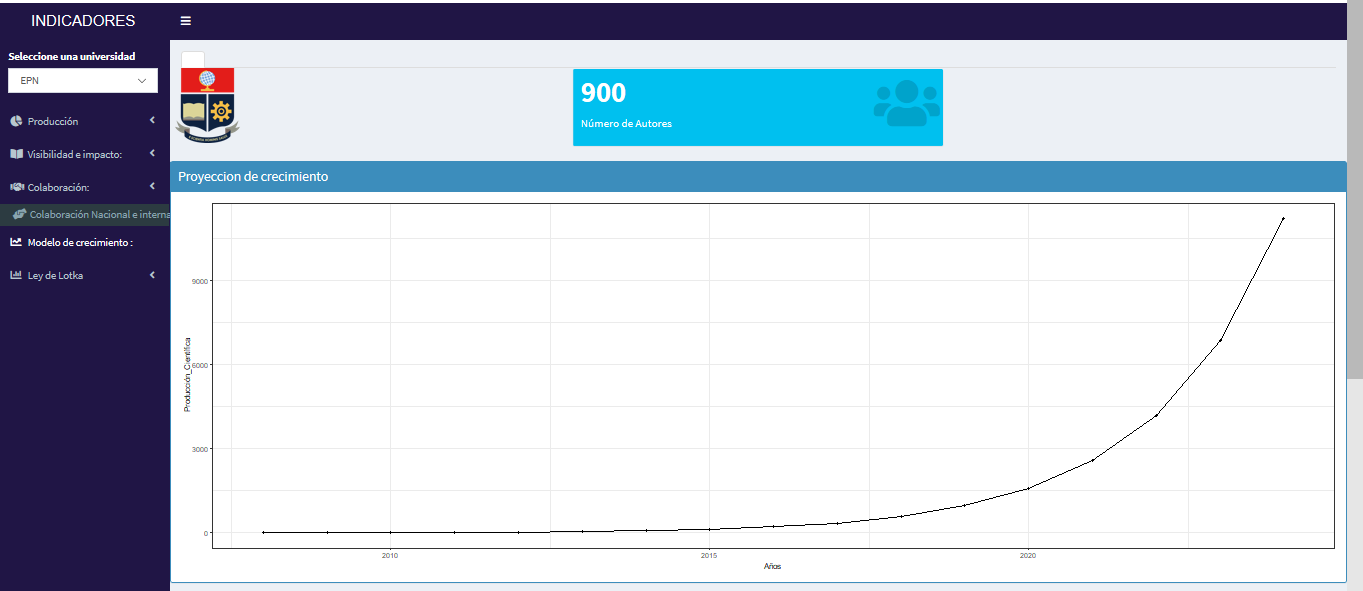 INDICADORES
Seleccione una universidad
EPN
Producción
Visibilidad e impacto:
Colaboración:
Colaboración Nacional e interna
Modelo de crecimiento :
Ley de Lotka
900
Número de Autores
Proyeccion de crecimiento
Producción_Científica
9000
6000
3000
0
2010
2015
2020
Años